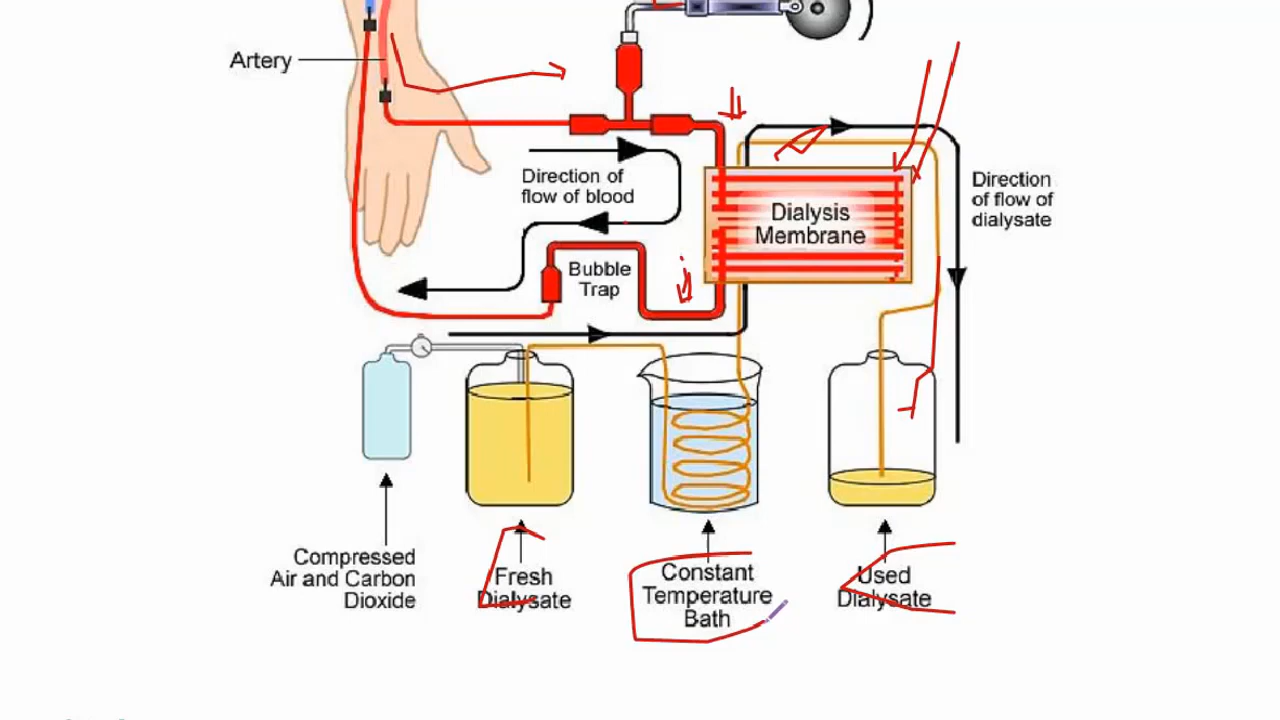 Artery
Direction of
flow of blood
Dialysis
Membrane
Direction
of flow of
dialysate
Bubble
Trap
Compressed
Air and Carbon
Dioxide
Fresh
Dialysate
Constant
Temperature
Bath
Used
Dialysate